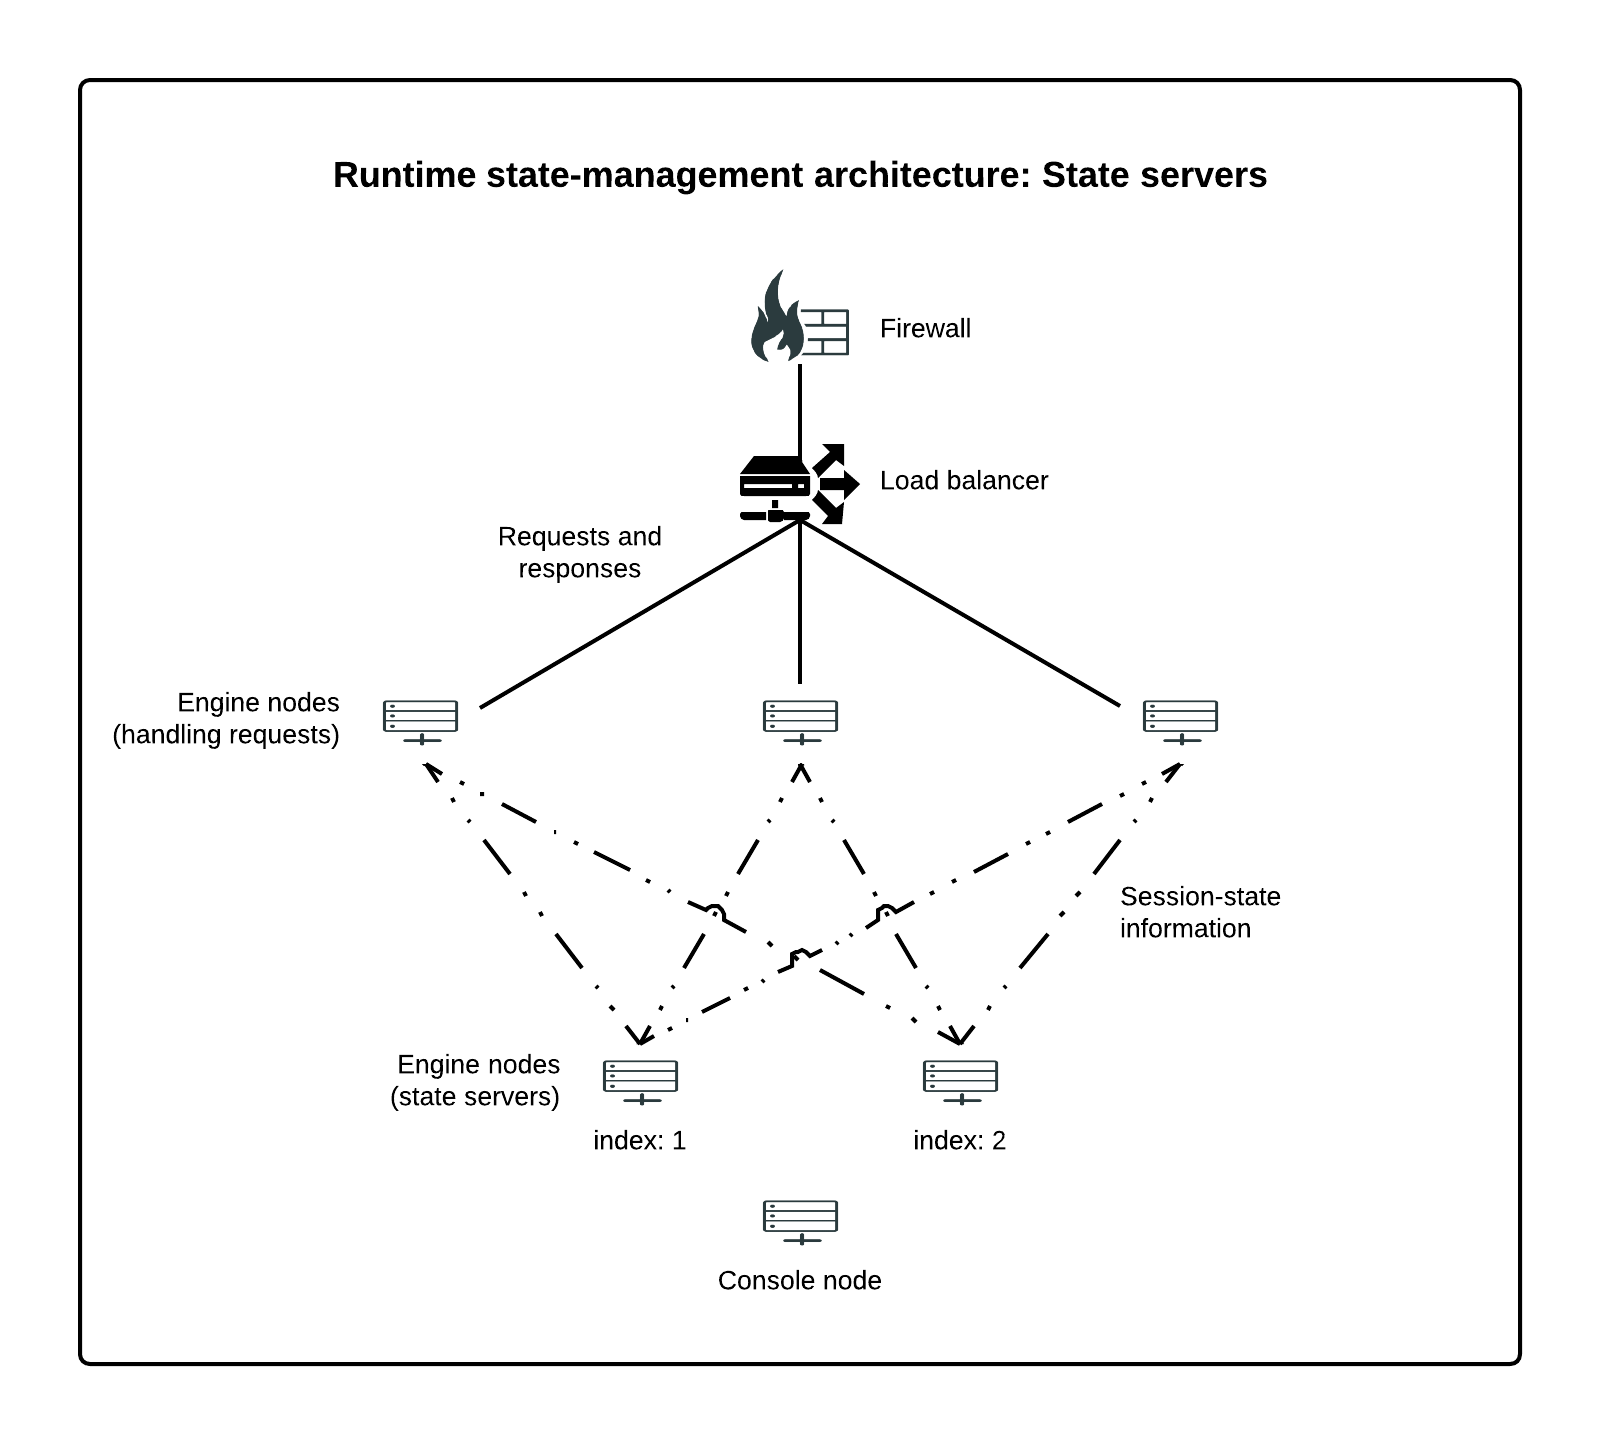 Runtime state-management architecture: State servers
Firewall
Load balancer
Requests and
responses
Engine nodes
(handling requests)
Session-state
information
Engine nodes
(state servers)
index: 1
index: 2
Console node